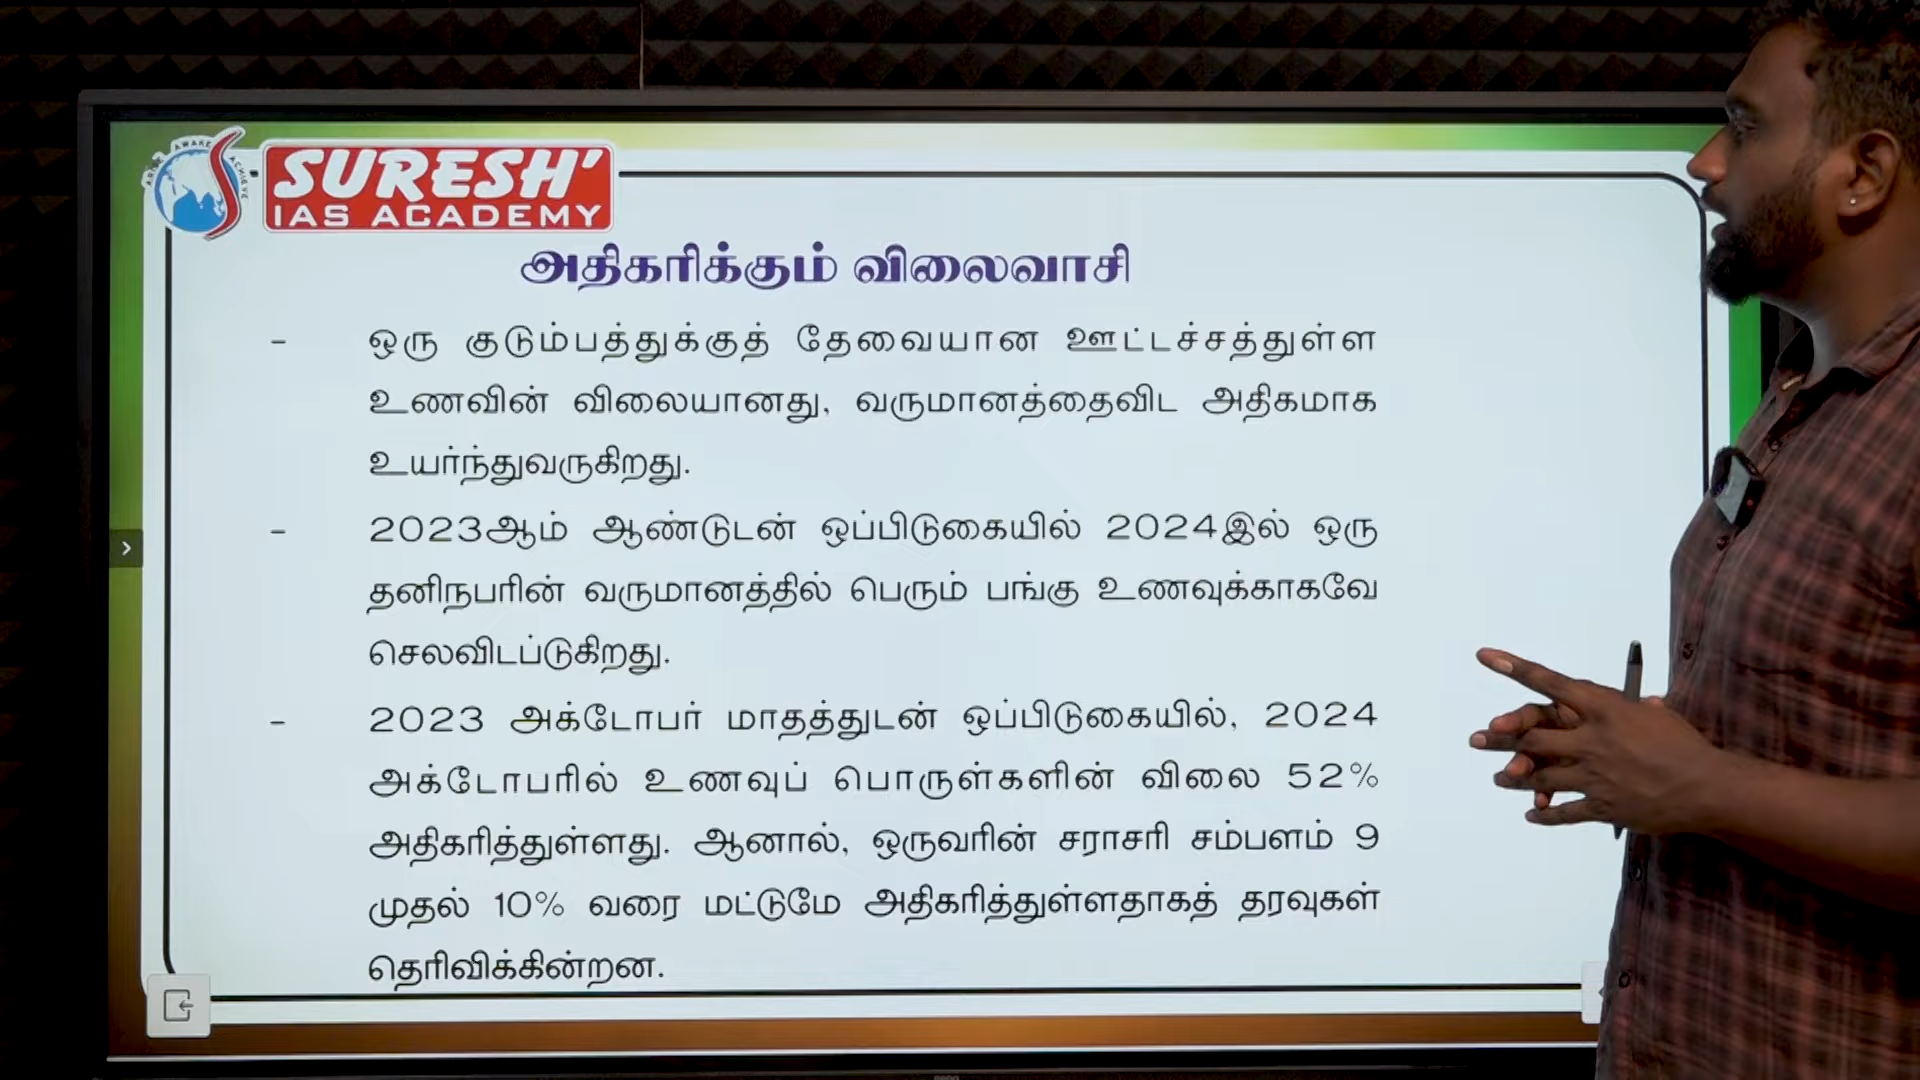 ARISE AWAKE ACHIEVE
SURESH'
IAS ACADEMY
அதிகரிக்கும் விலைவாசி
- ஒரு குடும்பத்துக்குத் தேவையான ஊட்டச்சத்துள்ள
உணவின் விலையானது, வருமானத்தைவிட அதிகமாக
உயர்ந்துவருகிறது.
- 2023ஆம் ஆண்டுடன் ஒப்பிடுகையில் 2024இல் ஒரு
தனிநபரின் வருமானத்தில் பெரும் பங்கு உணவுக்காகவே
செலவிடப்டுகிறது.
- 2023 அக்டோபர் மாதத்துடன் ஒப்பிடுகையில், 2024
அக்டோபரில் உணவுப் பொருள்களின் விலை 52%
அதிகரித்துள்ளது. ஆனால், ஒருவரின் சராசரி சம்பளம் 9
முதல் 10% வரை மட்டுமே அதிகரித்துள்ளதாகத் தரவுகள்
தெரிவிக்கின்றன.